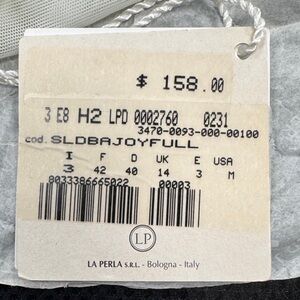 $ 158.00
3 E8 H2 LPD 0002760 0231
3470-0093-000-00100
cod. SLDBAJOYFULL
I F D UK E USA
3 42 40 14 3 M
8033386665022 00003
LP
LA PERLA S.R.L. - Bologna - Italy